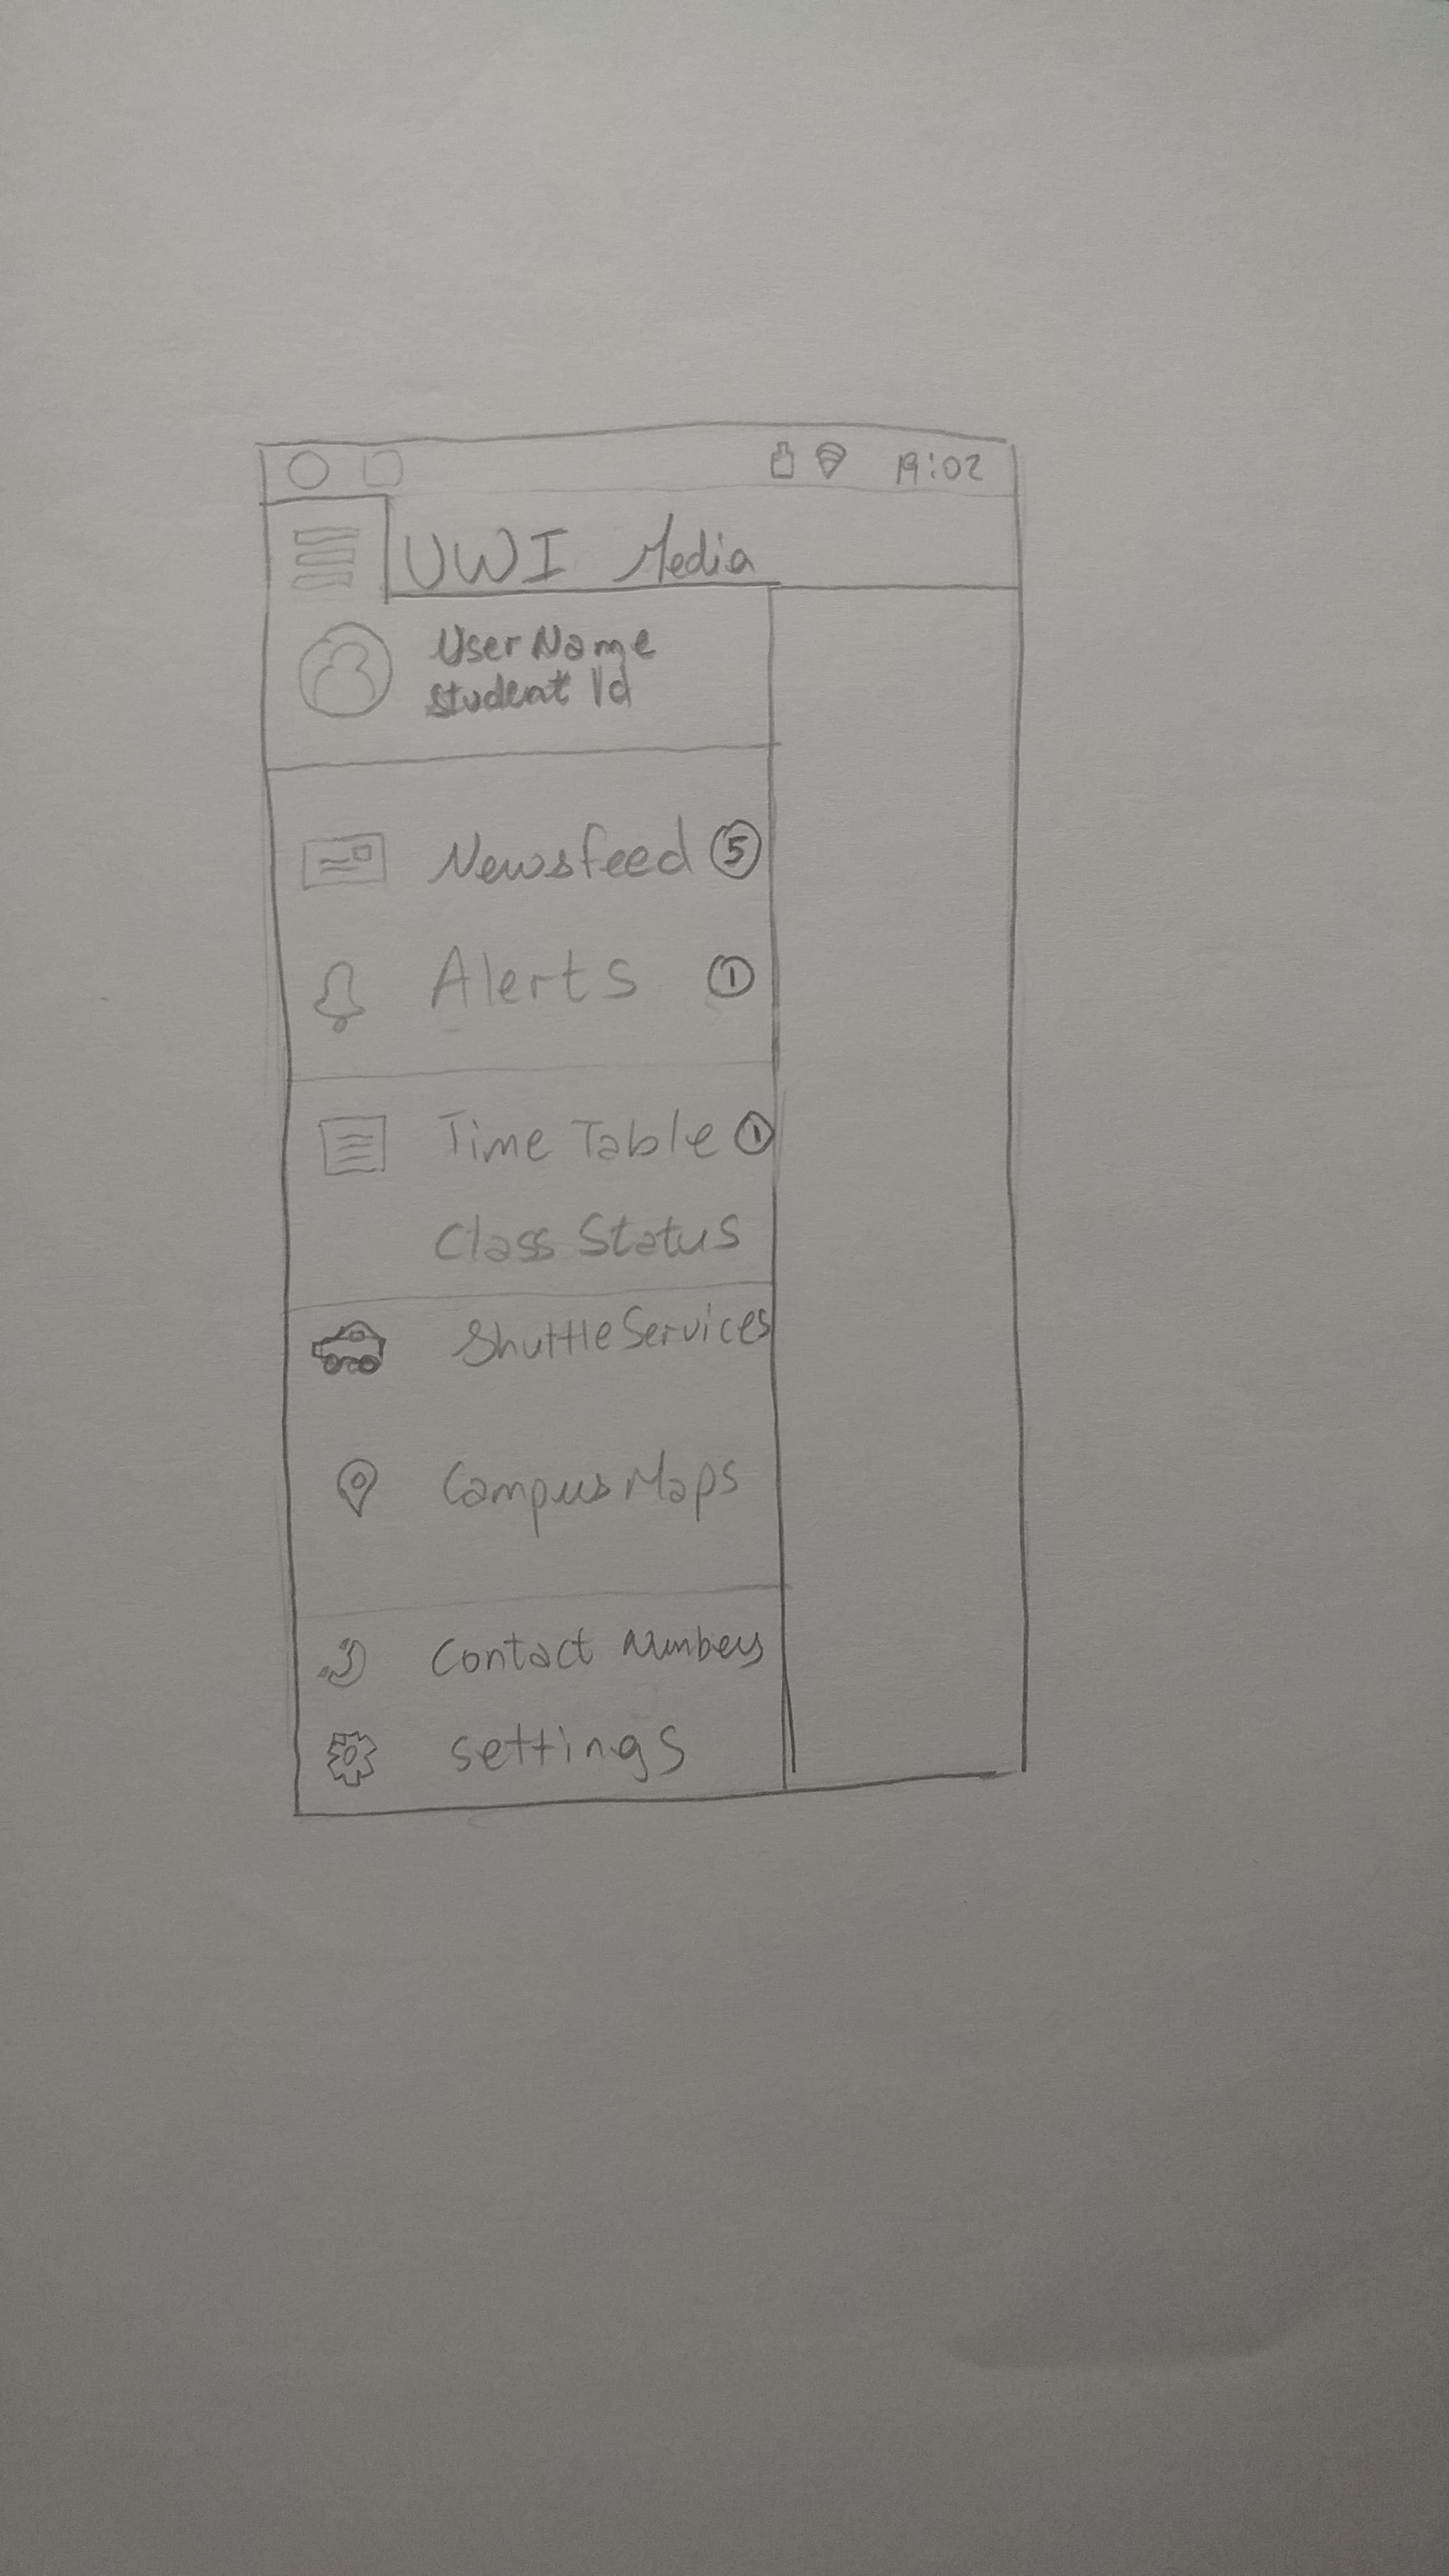 19:02
UWI Media
User Name
Student Id
Newsfeed 5
Alerts 1
Time Table 1
Class Status
Shuttle Services
Campus Maps
Contact numbers
settings